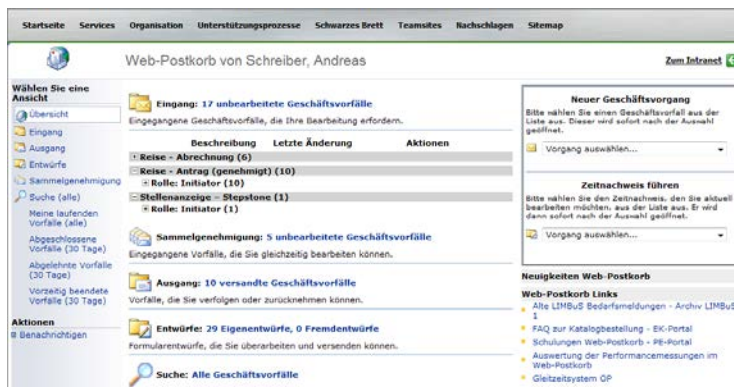 Startseite Services Organisation Unterstützungsprozesse Schwarzes Brett Teamsites Nachschlagen Sitemap
Web-Postkorb von Schreiber, Andreas
Zum Intranet
Wählen Sie eine
Ansicht
Übersicht
Eingang
Ausgang
Entwürfe
Sammelgenehmigung
Suche (alle)
Meine laufenden
Vorfälle (alle)
Abgeschlossene
Vorfälle (30 Tage)
Abgelehnte Vorfälle
(30 Tage)
Vorzeitig beendete
Vorfälle (30 Tage)
Aktionen
Benachrichtigen
Eingang: 17 unbearbeitete Geschäftsvorfälle
Eingegangene Geschäftsvorfälle, die Ihre Bearbeitung erfordern.
Beschreibung Letzte Änderung Aktionen
Reise - Abrechnung (6)
Reise - Antrag (genehmigt) (10)
Rolle: Initiator (10)
Stellenanzeige – Stepstone (1)
Rolle: Initiator (1)
Sammelgenehmigung: 5 unbearbeitete Geschäftsvorfälle
Eingegangene Vorfälle, die Sie gleichzeitig bearbeiten können.
Ausgang: 10 versandte Geschäftsvorfälle
Vorfälle, die Sie verfolgen oder zurücknehmen können.
Entwürfe: 29 Eigenentwürfe, 0 Fremdentwürfe
Formularentwürfe, die Sie überarbeiten und versenden können.
Suche: Alle Geschäftsvorfälle
Neuer Geschäftsvorgang
Bitte wählen Sie einen Geschäftsvorfall aus der
Liste aus. Dieser wird sofort nach der Auswahl
geöffnet.
Vorgang auswählen...
Zeitnachweis führen
Bitte wählen Sie den Zeitnachweis, den Sie aktuell
bearbeiten möchten, aus der Liste aus. Er wird
dann sofort nach der Auswahl geöffnet.
Vorgang auswählen...
Neuigkeiten Web-Postkorb
Web-Postkorb Links
Alte LIMBuS Bedarfsmeldungen - Archiv LIMBuS
1
FAQ zur Katalogbestellung - EK-Portal
Schulungen Web-Postkorb - PE-Portal
Auswertung der Performancemessungen im
Web-Postkorb
Gleitzeitsystem OP